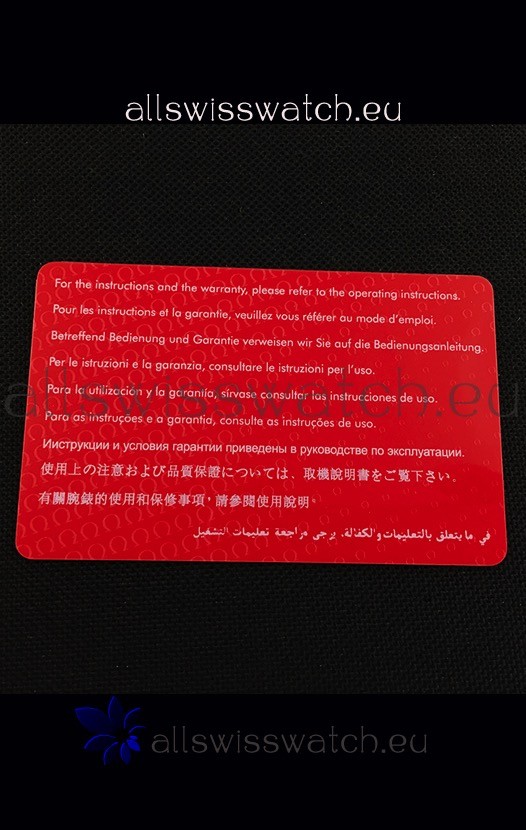 allswisswatch.eu
For the instructions and the warranty, please refer to the operating instructions.
Pour les instructions et la garantie, veuillez vous référer au mode d'emploi.
Betreffend Bedienung und Garantie verweisen wir Sie auf die Bedienungsanleitung.
Per le istruzioni e la garanzia, consultare le istruzioni per l'uso.
allswisswatch.eu
Para la utilización y la garantía, sírvase consultar las instrucciones de uso.
Para as instruções e a garantia, consulte as instruções de uso.
Инструкции и условия гарантии приведены в руководстве по эксплуатации.
使用上の注意および品質保證については、取機說明書をご覧下さい。
有關腕錶的使用和保修事項，請參閱使用說明。
في ما يتعلق بالتعليمات والكفالة، يرجى مراجعة تعليمات التشغيل
allswisswatch.eu